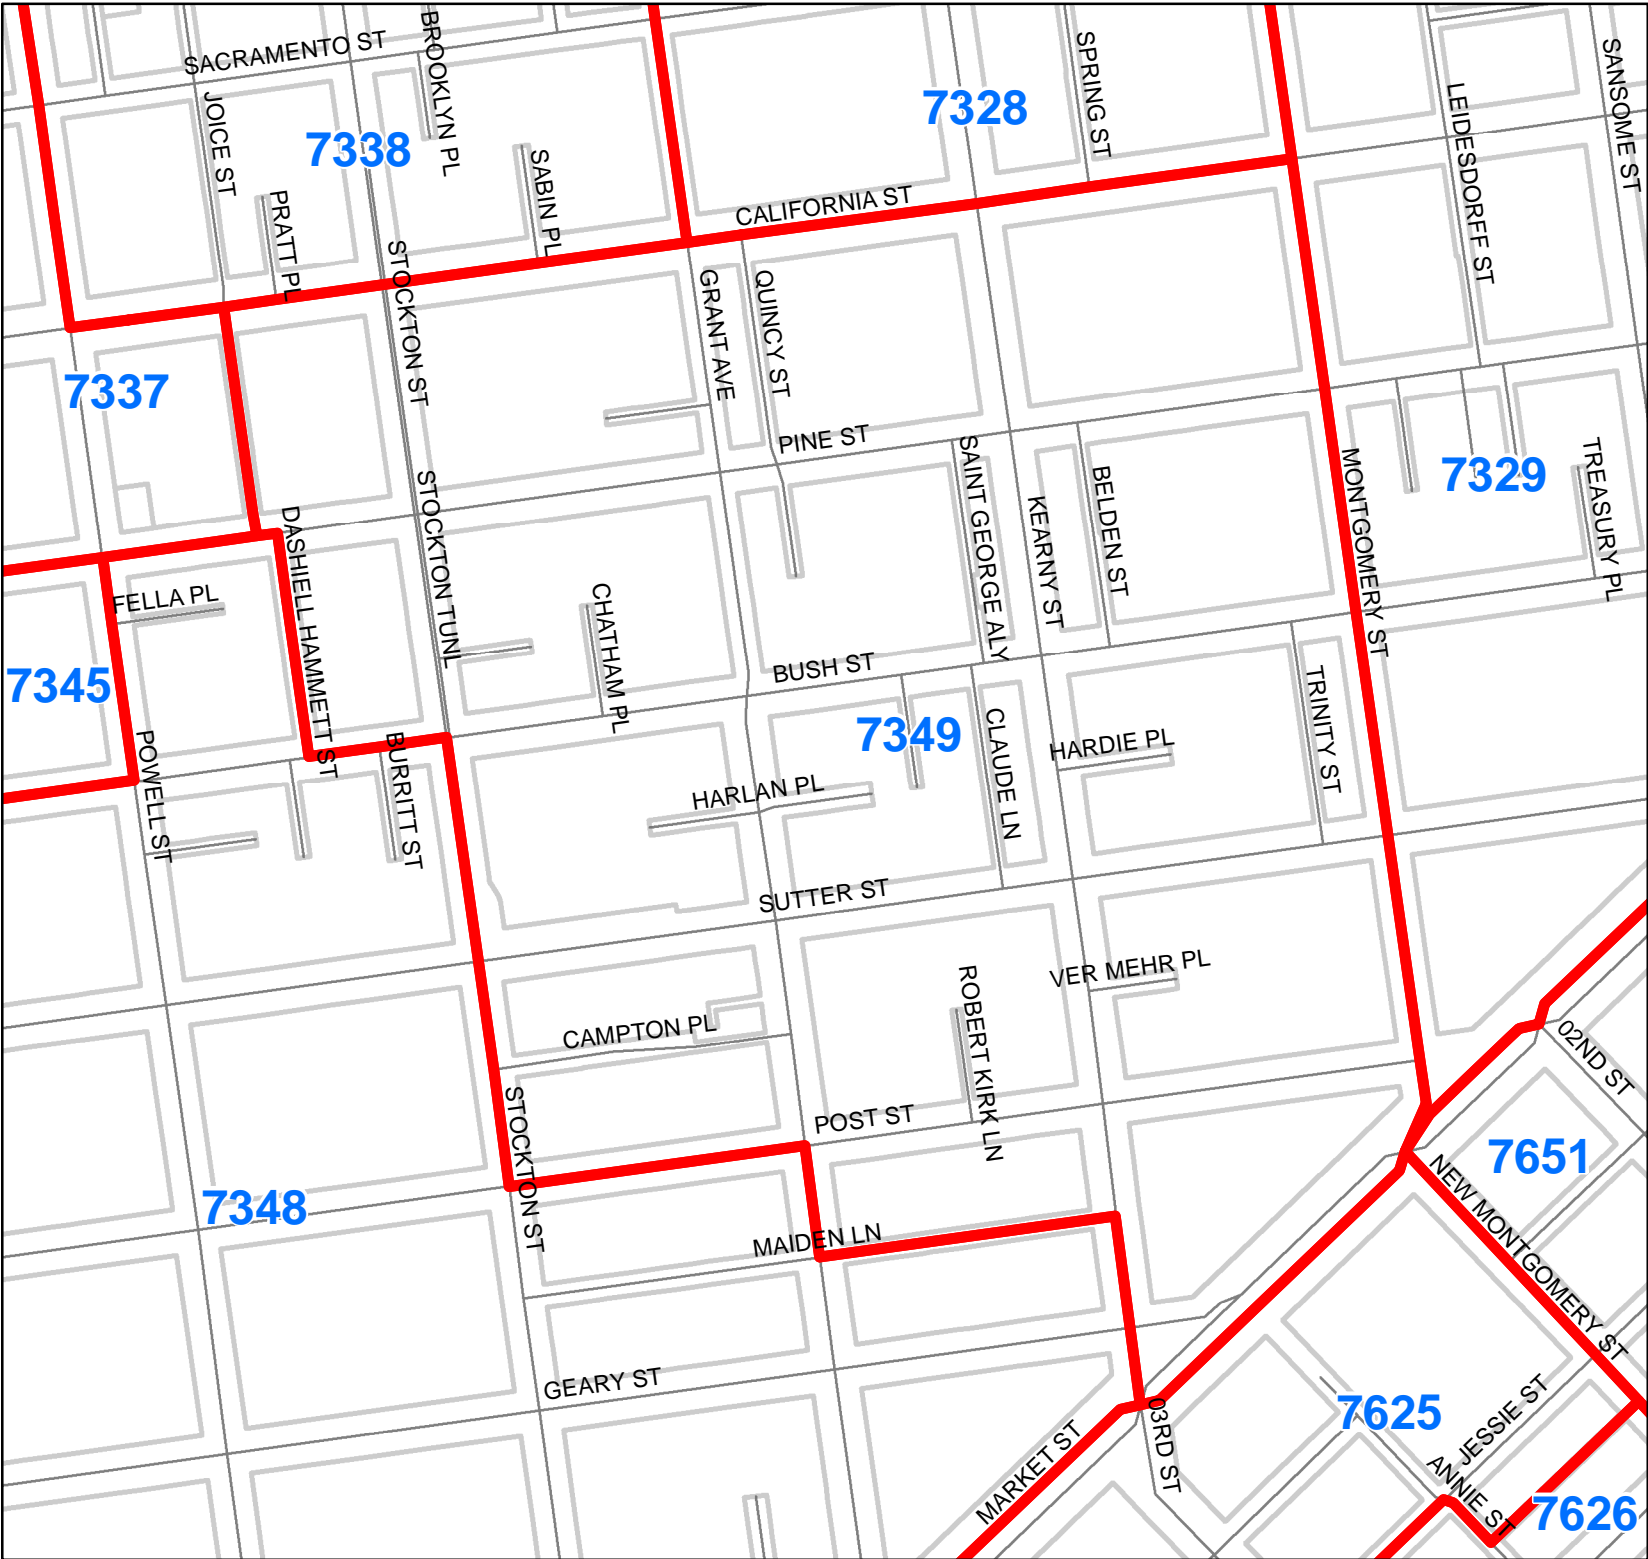 SACRAMENTO ST
BROOKLYN PL
JOICE ST
7338
PRATT PL
SABIN PL
7328
SPRING ST
LEIDESDORFF ST
SANSOME ST
CALIFORNIA ST
STOCKTON ST
GRANT AVE
QUINCY ST
7337
PINE ST
STOCKTON TUNL
SAINT GEORGE ALY
KEARNY ST
BELDEN ST
MONTGOMERY ST
7329
TREASURY PL
DASHIELL HAMMETT ST
FELLA PL
CHATHAM PL
7345
BUSH ST
7349
CLAUDE LN
HARDIE PL
TRINITY ST
POWELL ST
BURRITT ST
HARLAN PL
SUTTER ST
ROBERT KIRK LN
VER MEHR PL
CAMPTON PL
02ND ST
STOCKTON ST
POST ST
7651
NEW MONTGOMERY ST
7348
MAIDEN LN
GEARY ST
MARKET ST
03RD ST
7625
JESSIE ST
ANNIE ST
7626